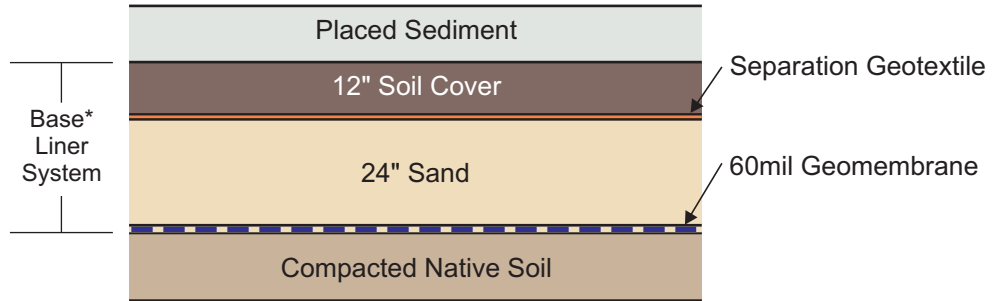 Placed Sediment
12" Soil Cover
Separation Geotextile
Base*
Liner
System
24" Sand
60mil Geomembrane
Compacted Native Soil